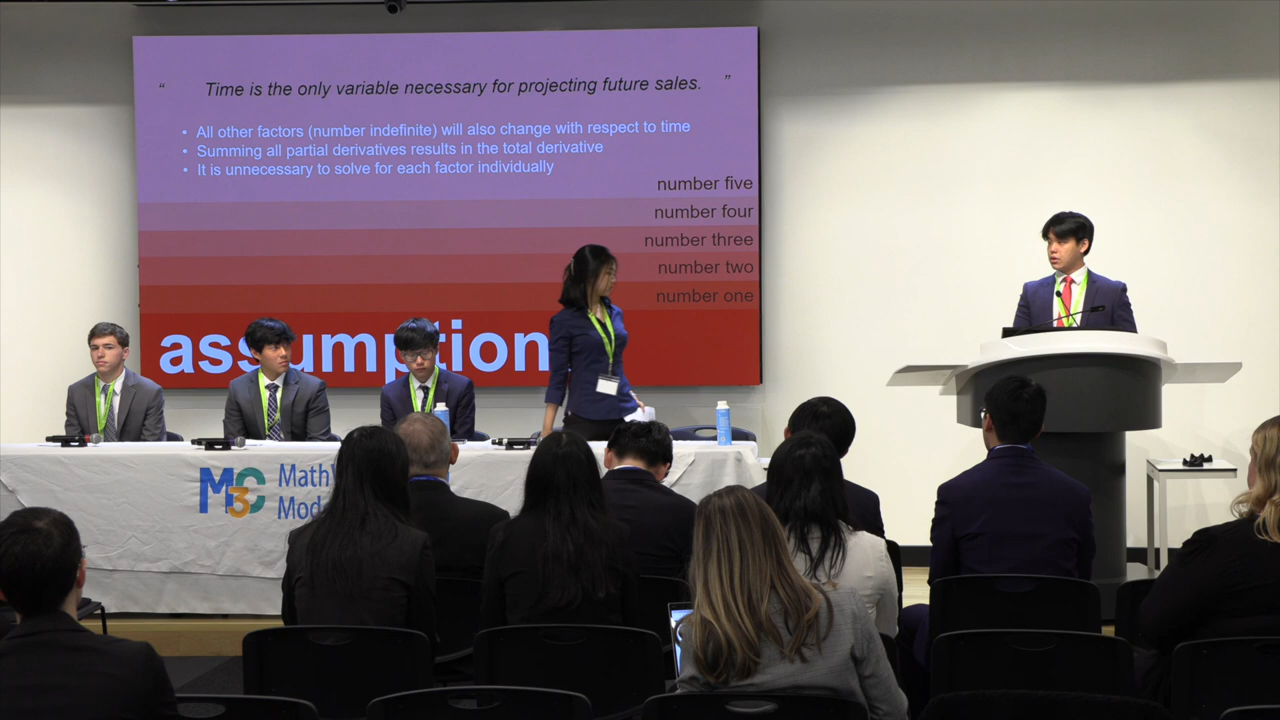 “ Time is the only variable necessary for projecting future sales. ”
• All other factors (number indefinite) will also change with respect to time
• Summing all partial derivatives results in the total derivative
• It is unnecessary to solve for each factor individually
number five
number four
number three
number two
number one
assumption
M3C